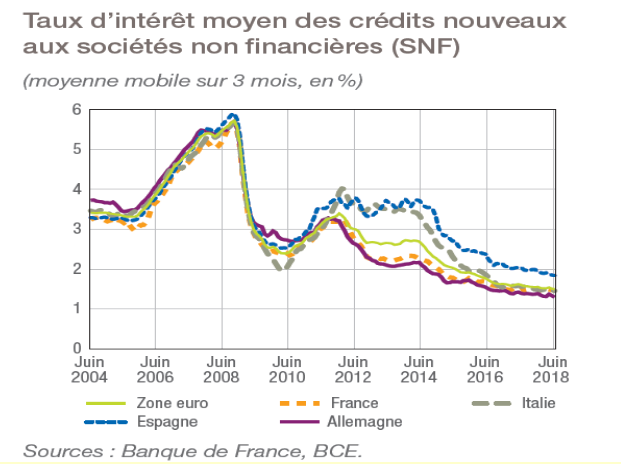 Taux d’intérêt moyen des crédits nouveaux
aux sociétés non financières (SNF)
(moyenne mobile sur 3 mois, en %)
6
5
4
3
2
1
0
Juin Juin Juin Juin Juin Juin Juin Juin
2004 2006 2008 2010 2012 2014 2016 2018
Zone euro France Italie
Espagne Allemagne
Sources : Banque de France, BCE.